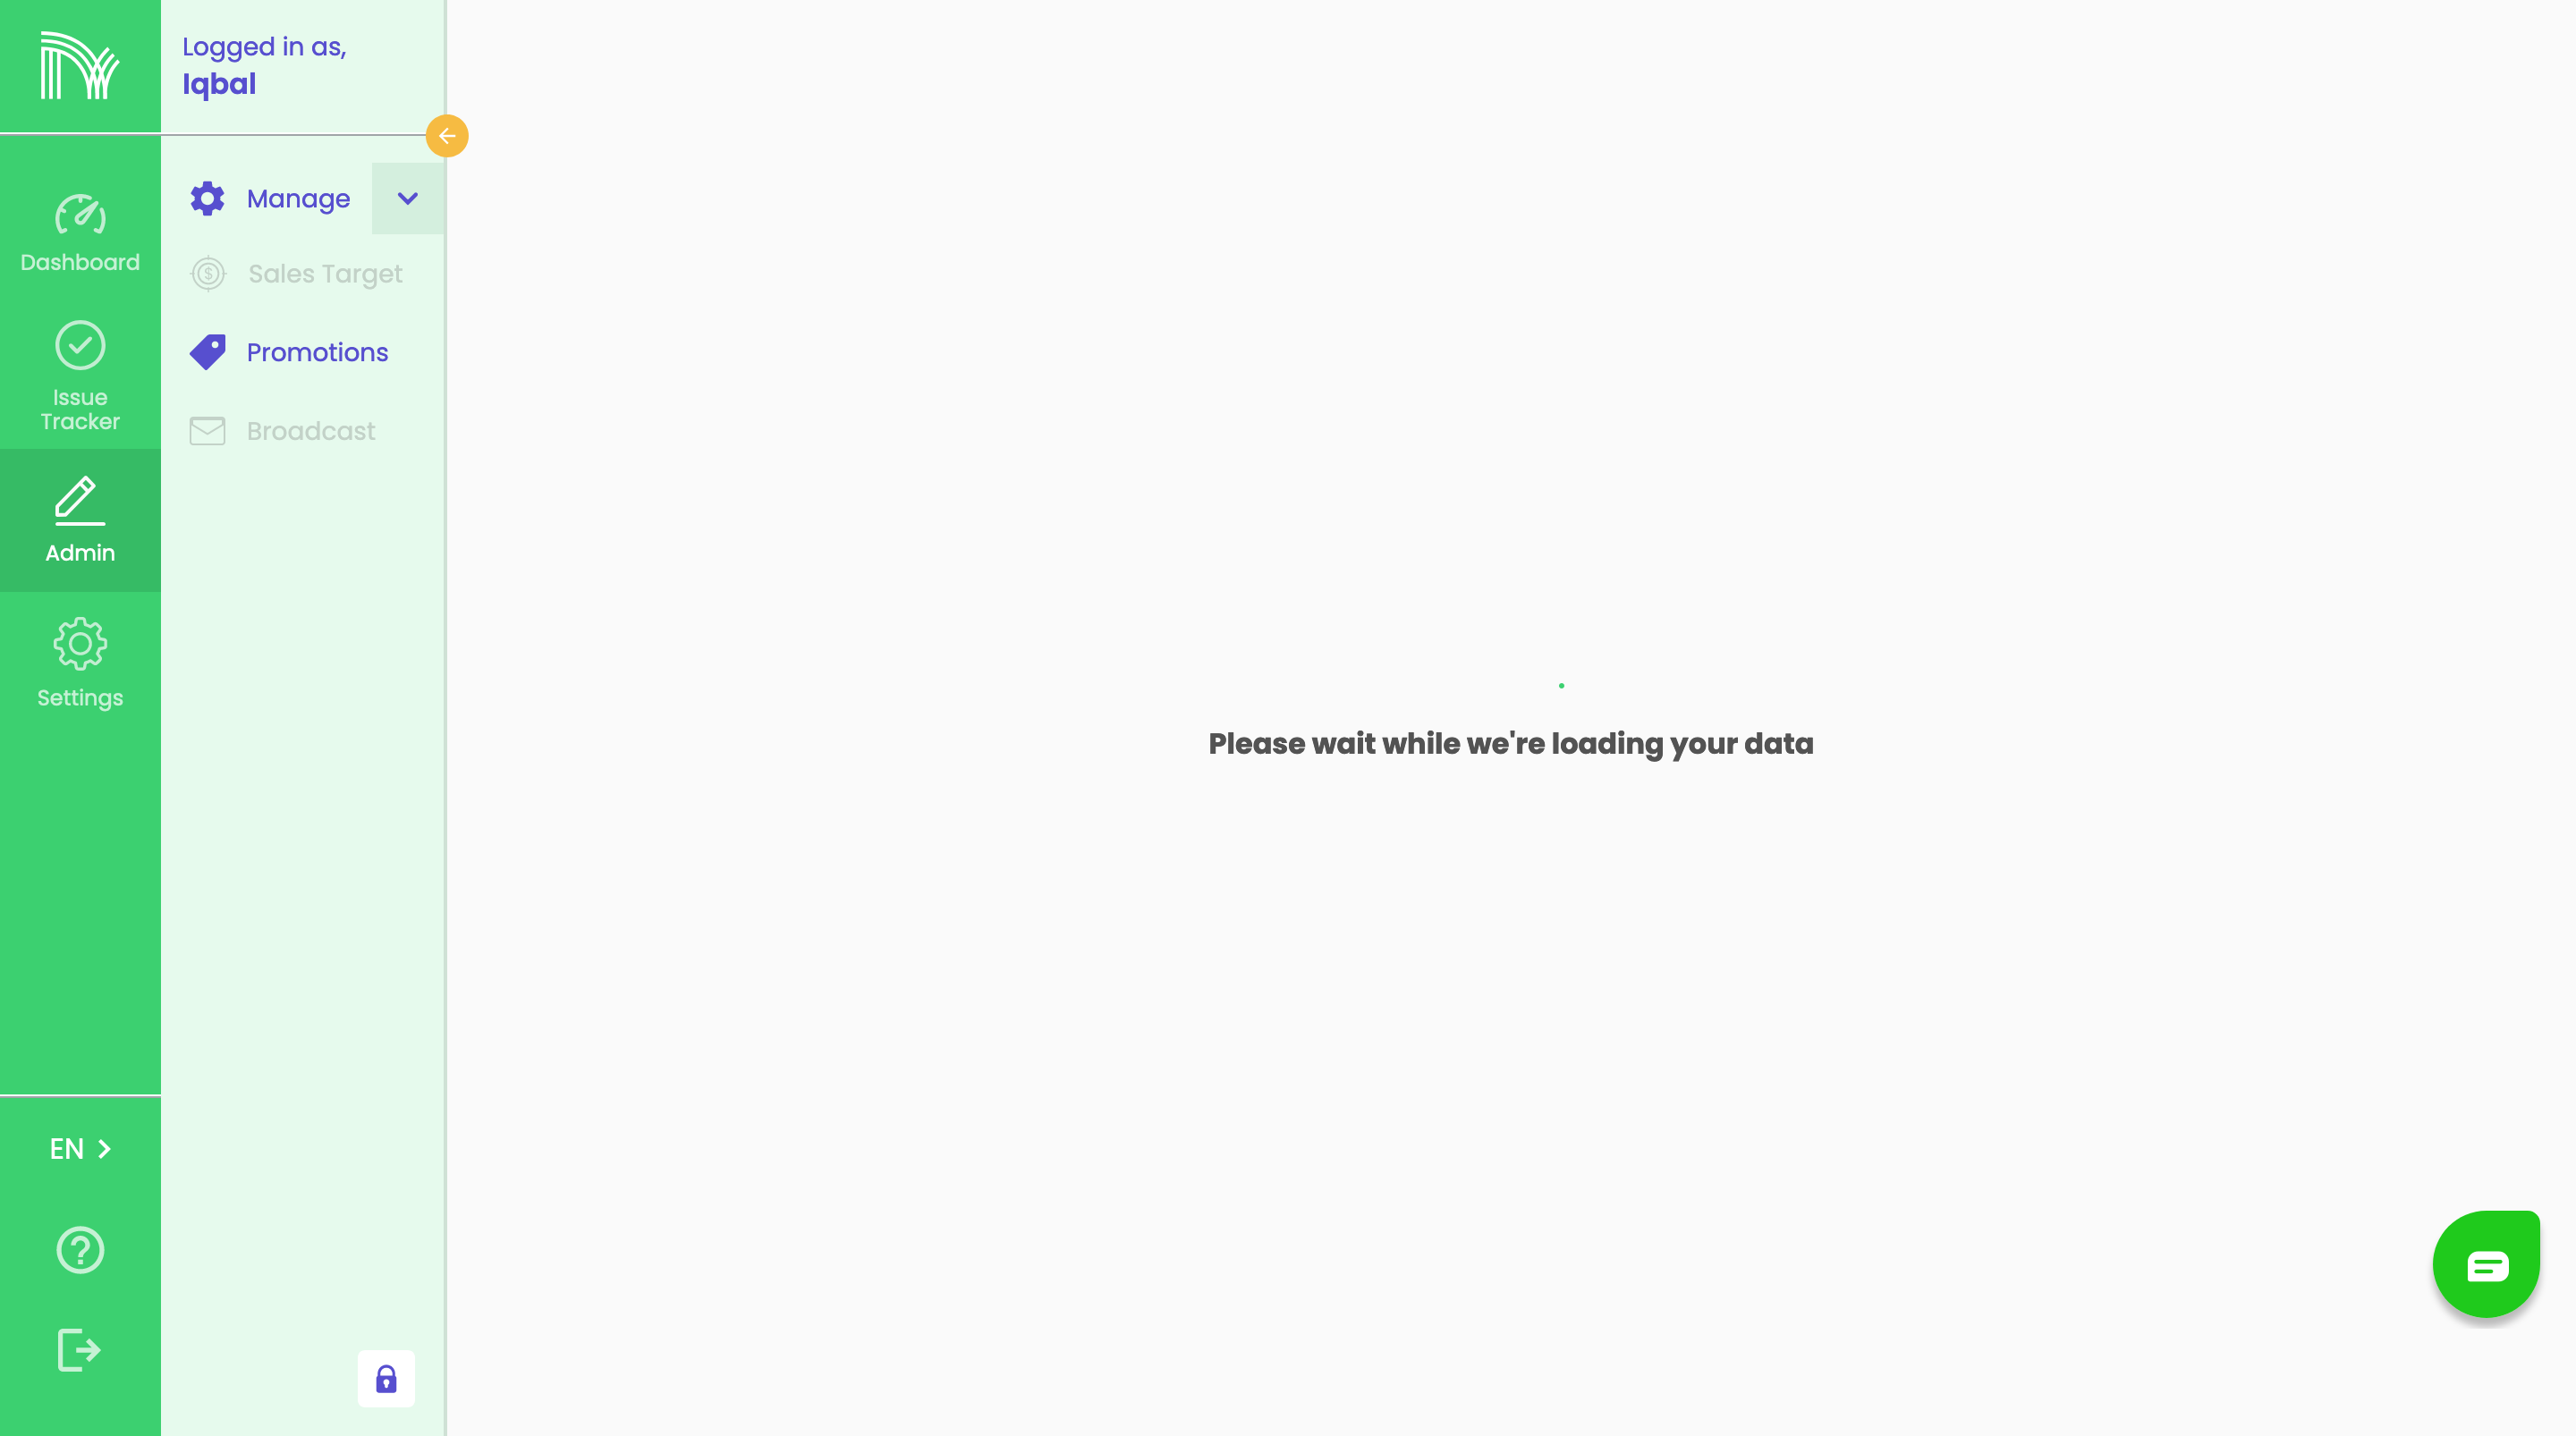 Logged in as,
Iqbal
Dashboard
Issue
Tracker
Admin
Settings
EN
Manage
Sales Target
Promotions
Broadcast
Please wait while we're loading your data